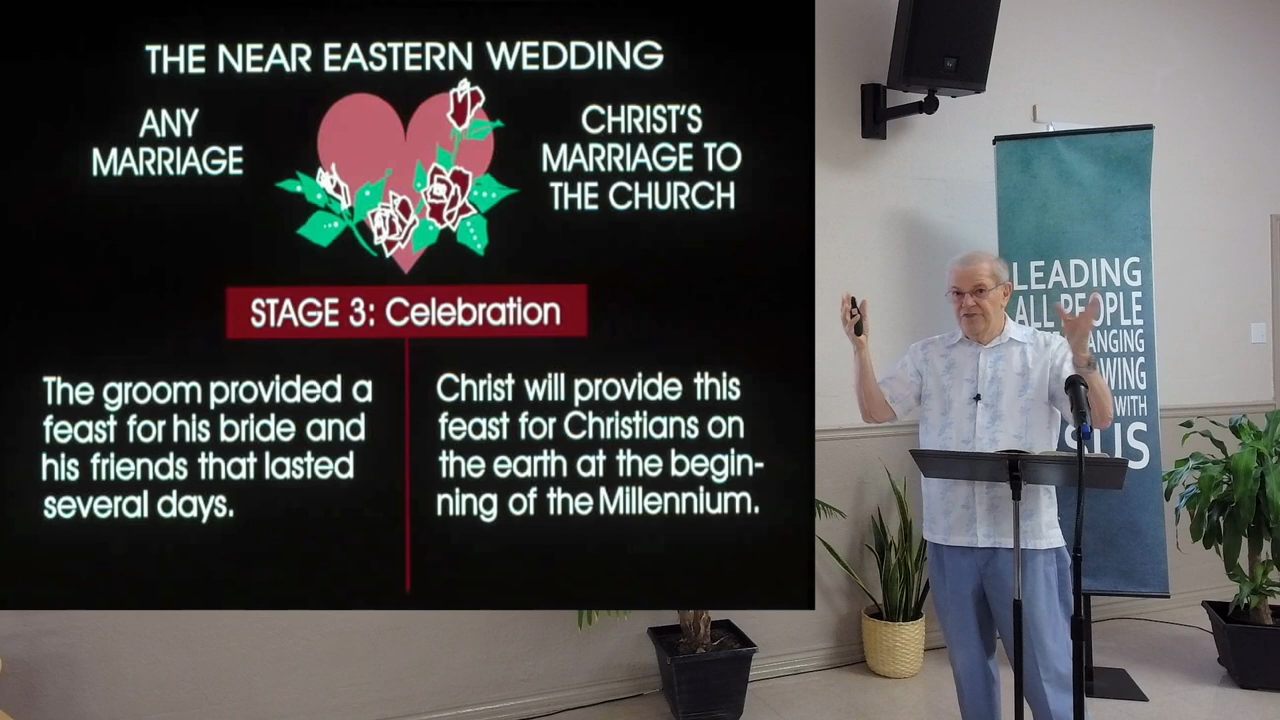 THE NEAR EASTERN WEDDING
ANY
MARRIAGE
CHRIST'S
MARRIAGE TO
THE CHURCH
STAGE 3: Celebration
The groom provided a
feast for his bride and
his friends that lasted
several days.
Christ will provide this
feast for Christians on
the earth at the begin-
ning of the Millennium.
LEADING
ALL PEOPLE
WITH